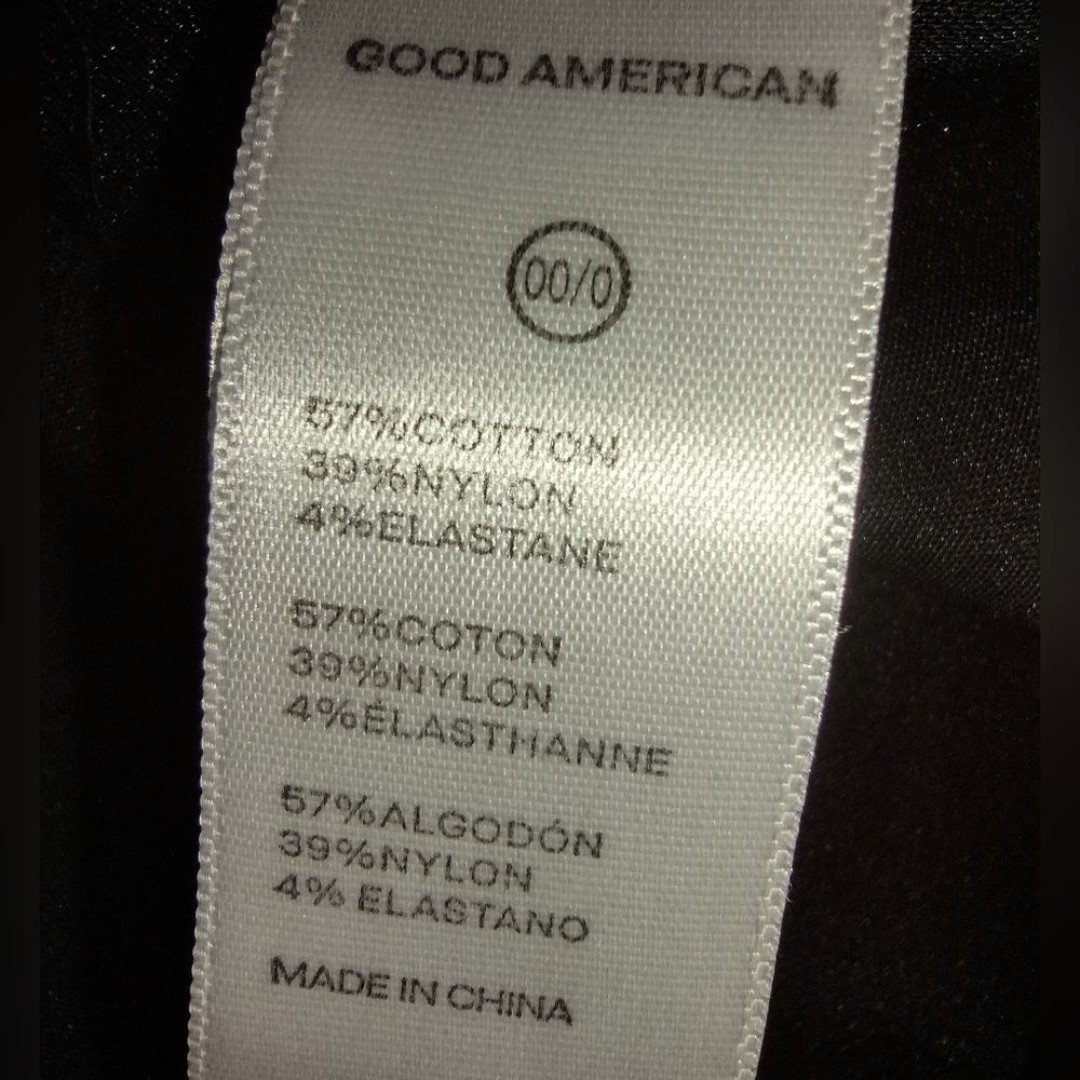 GOOD AMERICAN
00/0
57%COTTON
39%NYLON
4%ELASTANE
57%COTON
39%NYLON
4%ÉLASTHANNE
57%ALGODÓN
39%NYLON
4% ELASTANO
MADE IN CHINA